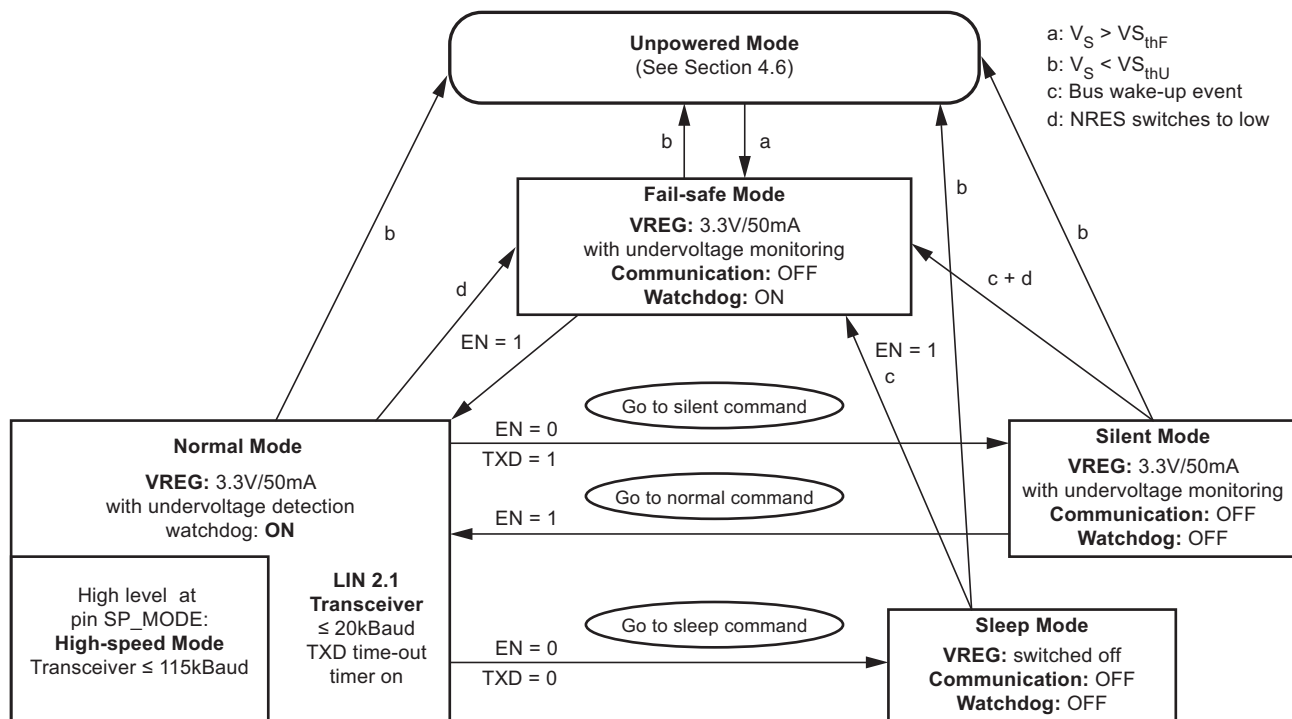 Unpowered Mode
(See Section 4.6)
a: V_S > VS_thF
b: V_S < VS_thU
c: Bus wake-up event
d: NRES switches to low
b
a
b
b
b
Fail-safe Mode
VREG: 3.3V/50mA
with undervoltage monitoring
Communication: OFF
Watchdog: ON
d
c + d
EN = 1
EN = 1
c
Go to silent command
EN = 0
TXD = 1
Go to normal command
EN = 1
Go to sleep command
EN = 0
TXD = 0
Normal Mode
VREG: 3.3V/50mA
with undervoltage detection
watchdog: ON
High level at
pin SP_MODE:
High-speed Mode
Transceiver ≤ 115kBaud
LIN 2.1
Transceiver
≤ 20kBaud
TXD time-out
timer on
Silent Mode
VREG: 3.3V/50mA
with undervoltage monitoring
Communication: OFF
Watchdog: OFF
Sleep Mode
VREG: switched off
Communication: OFF
Watchdog: OFF